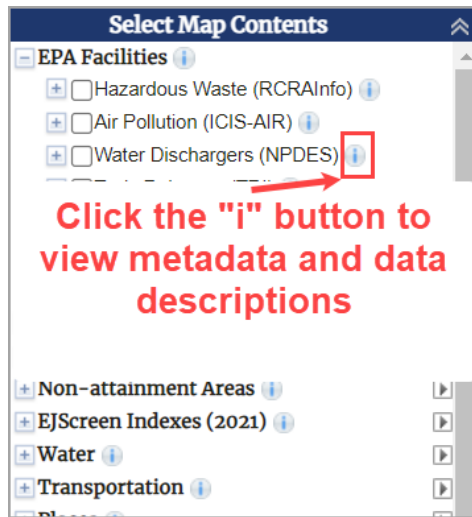 Select Map Contents
EPA Facilities
Hazardous Waste (RCRAInfo)
Air Pollution (ICIS-AIR)
Water Dischargers (NPDES)
Click the "i" button to
view metadata and data
descriptions
Non-attainment Areas
EJScreen Indexes (2021)
Water
Transportation